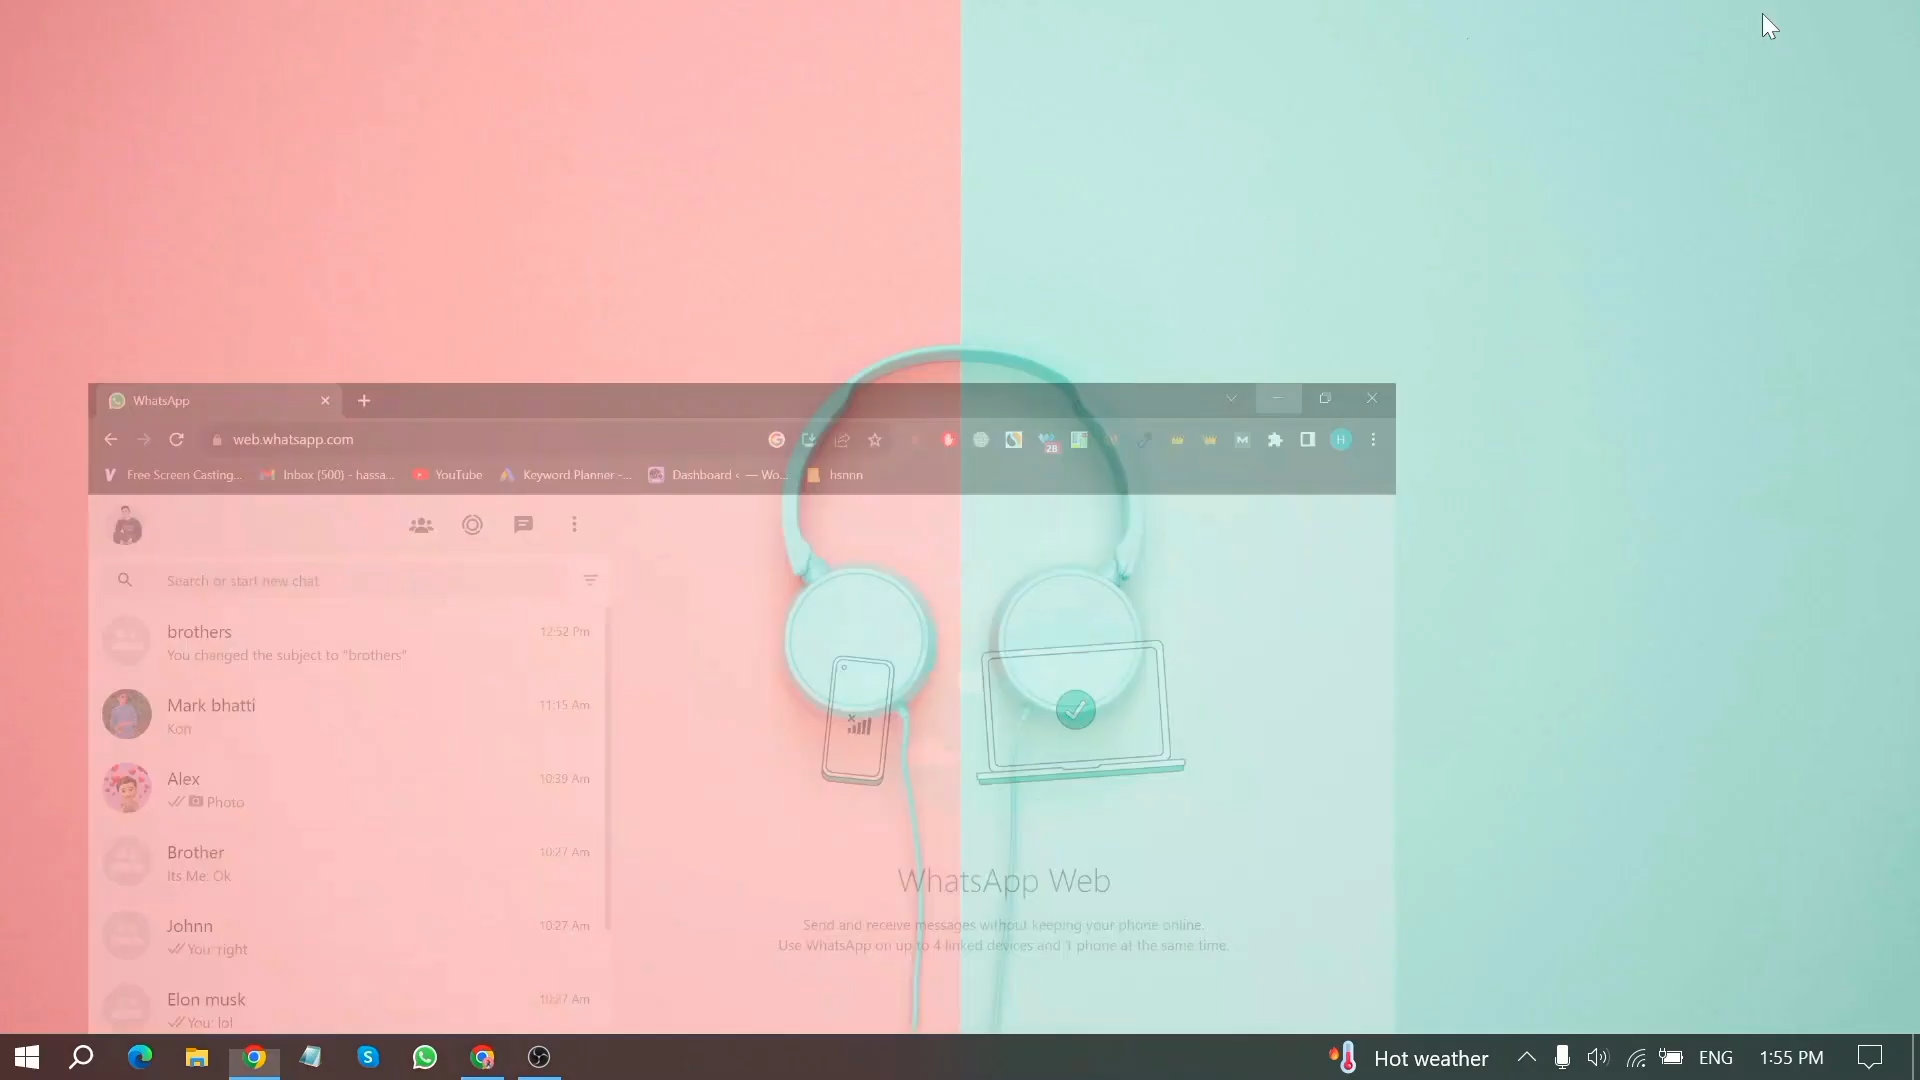 WhatsApp
web.whatsapp.com
28
M
H
V Free Screen Casting...
Inbox (500) - hassa...
YouTube
Keyword Planner -...
Dashboard ‹ — Wo...
hsnnn
Search or start new chat
brothers 12:52 Pm
You changed the subject to "brothers"
Mark bhatti 11:15 Am
Kon
Alex 10:39 Am
Photo
Brother 10:27 Am
Its Me: Ok
Johnn 10:27 Am
You: right
Elon musk 10:27 Am
You: lol
WhatsApp Web
Send and receive messages without keeping your phone online.
Use WhatsApp on up to 4 linked devices and 1 phone at the same time.
Hot weather ENG 1:55 PM